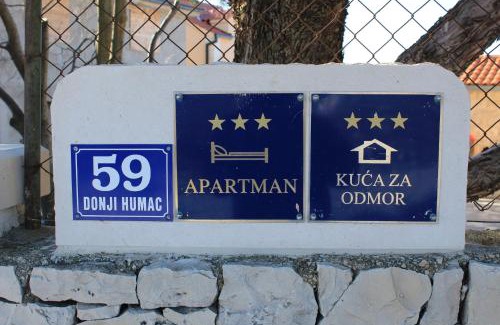 59
DONJI HUMAC
APARTMAN
KUĆA ZA
ODMOR